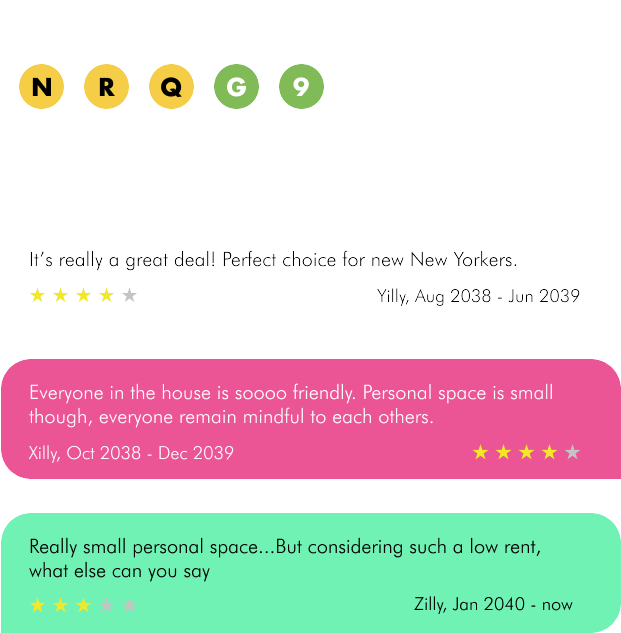 N R Q G 9
It's really a great deal! Perfect choice for new New Yorkers.
Yilly, Aug 2038 - Jun 2039
Everyone in the house is soooo friendly. Personal space is small
though, everyone remain mindful to each others.
Xilly, Oct 2038 - Dec 2039
Really small personal space...But considering such a low rent,
what else can you say
Zilly, Jan 2040 - now